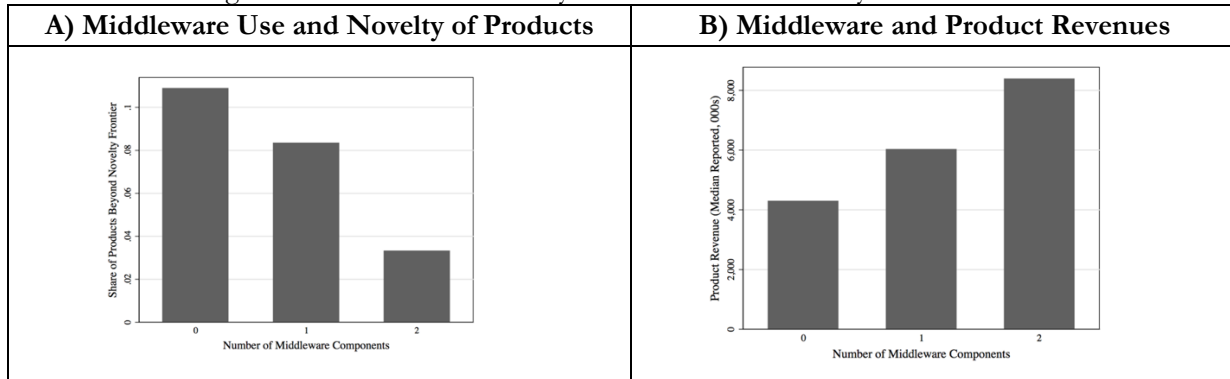 A) Middleware Use and Novelty of Products
B) Middleware and Product Revenues
Share of Products Beyond Novelty Frontier
.1
.08
.06
.04
.02
0
0 1 2
Number of Middleware Components
Product Revenue (Median Reported, 000s)
8,000
6,000
4,000
2,000
0
0 1 2
Number of Middleware Components